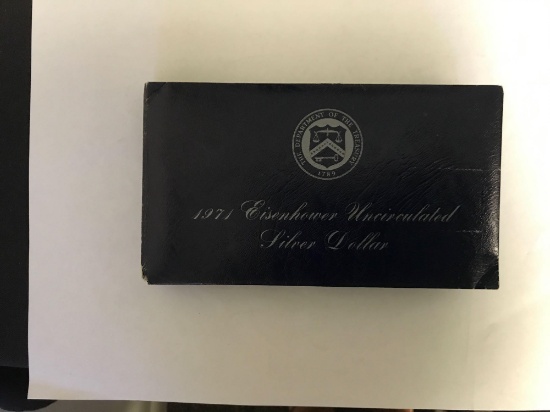 THE DEPARTMENT OF THE TREASURY
1789
1971 Eisenhower Uncirculated
Silver Dollar